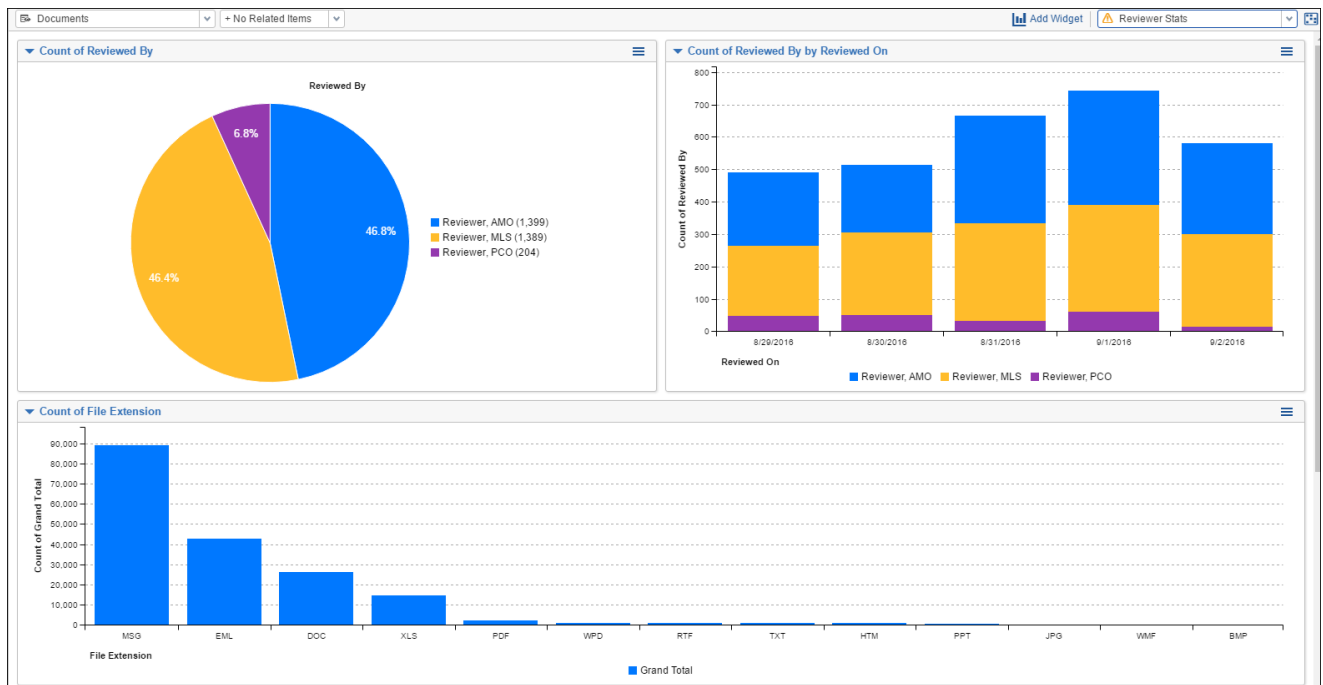 Documents
+ No Related Items
Add Widget
Reviewer Stats
Count of Reviewed By
Reviewed By
6.8%
46.8%
46.4%
Reviewer, AMO (1,399)
Reviewer, MLS (1,389)
Reviewer, PCO (204)
Count of Reviewed By by Reviewed On
Count of Reviewed By
800
700
600
500
400
300
200
100
0
8/29/2016 8/30/2016 8/31/2016 9/1/2016 9/2/2016
Reviewed On
Reviewer, AMO Reviewer, MLS Reviewer, PCO
Count of File Extension
Count of Grand Total
90,000
80,000
70,000
60,000
50,000
40,000
30,000
20,000
10,000
0
MSG EML DOC XLS PDF WPD RTF TXT HTM PPT JPG WMF BMP
File Extension
Grand Total